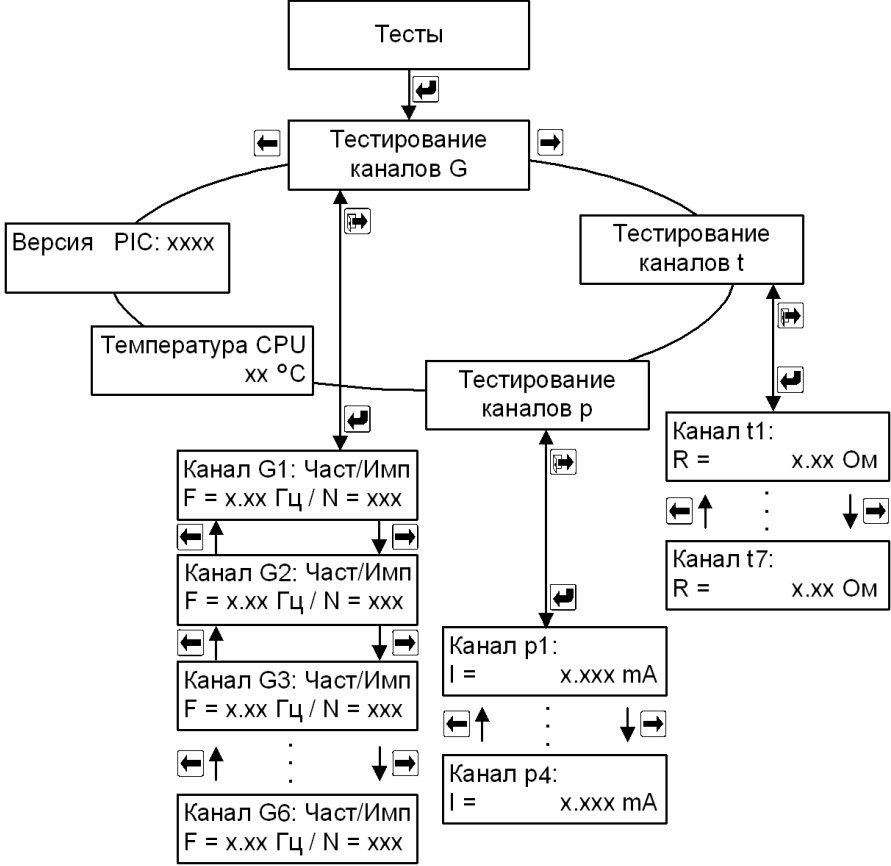 Тесты
Тестирование
каналов G
Версия PIC: xxxx
Тестирование
каналов t
Температура CPU
xx °C
Тестирование
каналов p
Канал t1:
R = x.xx Ом
Канал t7:
R = x.xx Ом
Канал G1: Част/Имп
F = x.xx Гц / N = xxx
Канал G2: Част/Имп
F = x.xx Гц / N = xxx
Канал G3: Част/Имп
F = x.xx Гц / N = xxx
Канал G6: Част/Имп
F = x.xx Гц / N = xxx
Канал p1:
I = x.xxx mA
Канал p4:
I = x.xxx mA